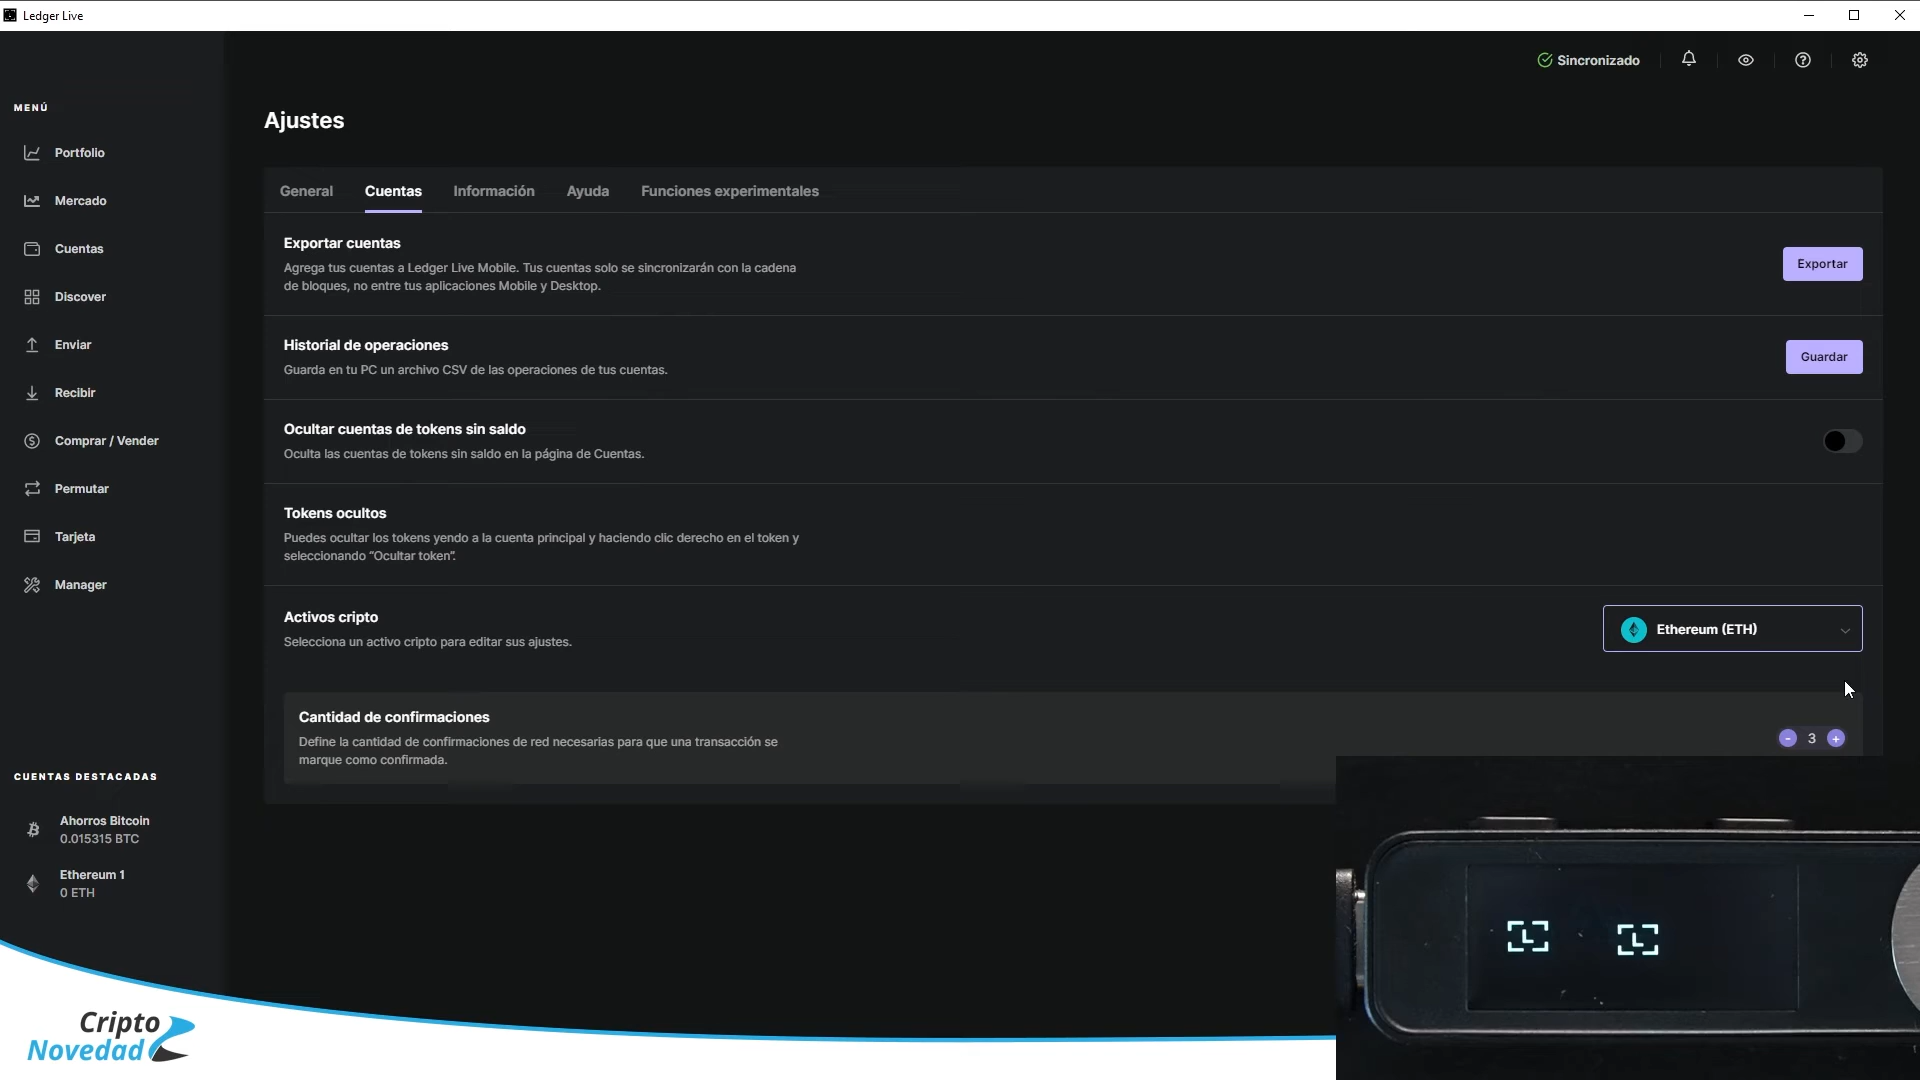 Ledger Live
Sincronizado
MENÚ
Portfolio
Mercado
Cuentas
Discover
Enviar
Recibir
Comprar / Vender
Permutar
Tarjeta
Manager
CUENTAS DESTACADAS
Ahorros Bitcoin
0.015315 BTC
Ethereum 1
0 ETH
Ajustes
General Cuentas Información Ayuda Funciones experimentales
Exportar cuentas
Agrega tus cuentas a Ledger Live Mobile. Tus cuentas solo se sincronizarán con la cadena
de bloques, no entre tus aplicaciones Mobile y Desktop.
Exportar
Historial de operaciones
Guarda en tu PC un archivo CSV de las operaciones de tus cuentas.
Guardar
Ocultar cuentas de tokens sin saldo
Oculta las cuentas de tokens sin saldo en la página de Cuentas.
Tokens ocultos
Puedes ocultar los tokens yendo a la cuenta principal y haciendo clic derecho en el token y
seleccionando “Ocultar token”.
Activos cripto
Selecciona un activo cripto para editar sus ajustes.
Ethereum (ETH)
Cantidad de confirmaciones
Define la cantidad de confirmaciones de red necesarias para que una transacción se
marque como confirmada.
- 3 +
Cripto
Novedad